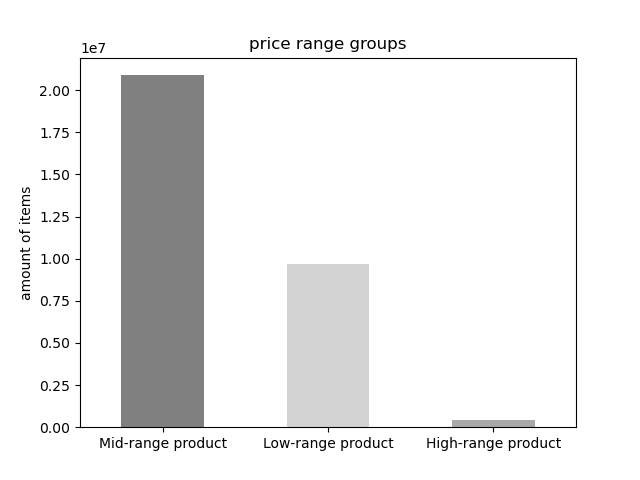 price range groups
1e7
2.00
1.75
1.50
1.25
1.00
0.75
0.50
0.25
0.00
amount of items
Mid-range product Low-range product High-range product